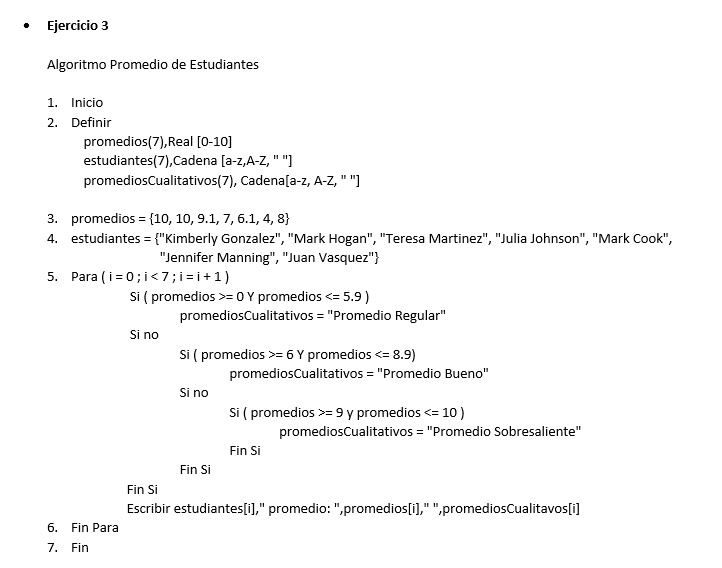 • Ejercicio 3
Algoritmo Promedio de Estudiantes
1. Inicio
2. Definir
promedios(7),Real [0-10]
estudiantes(7),Cadena [a-z,A-Z, " "]
promediosCualitativos(7), Cadena[a-z, A-Z, " "]
3. promedios = {10, 10, 9.1, 7, 6.1, 4, 8}
4. estudiantes = {"Kimberly Gonzalez", "Mark Hogan", "Teresa Martinez", "Julia Johnson", "Mark Cook",
"Jennifer Manning", "Juan Vasquez"}
5. Para ( i = 0 ; i < 7 ; i = i + 1 )
Si ( promedios >= 0 Y promedios <= 5.9 )
promediosCualitativos = "Promedio Regular"
Si no
Si ( promedios >= 6 Y promedios <= 8.9)
promediosCualitativos = "Promedio Bueno"
Si no
Si ( promedios >= 9 y promedios <= 10 )
promediosCualitativos = "Promedio Sobresaliente"
Fin Si
Fin Si
Fin Si
Escribir estudiantes[i]," promedio: ",promedios[i]," ",promediosCualitavos[i]
6. Fin Para
7. Fin